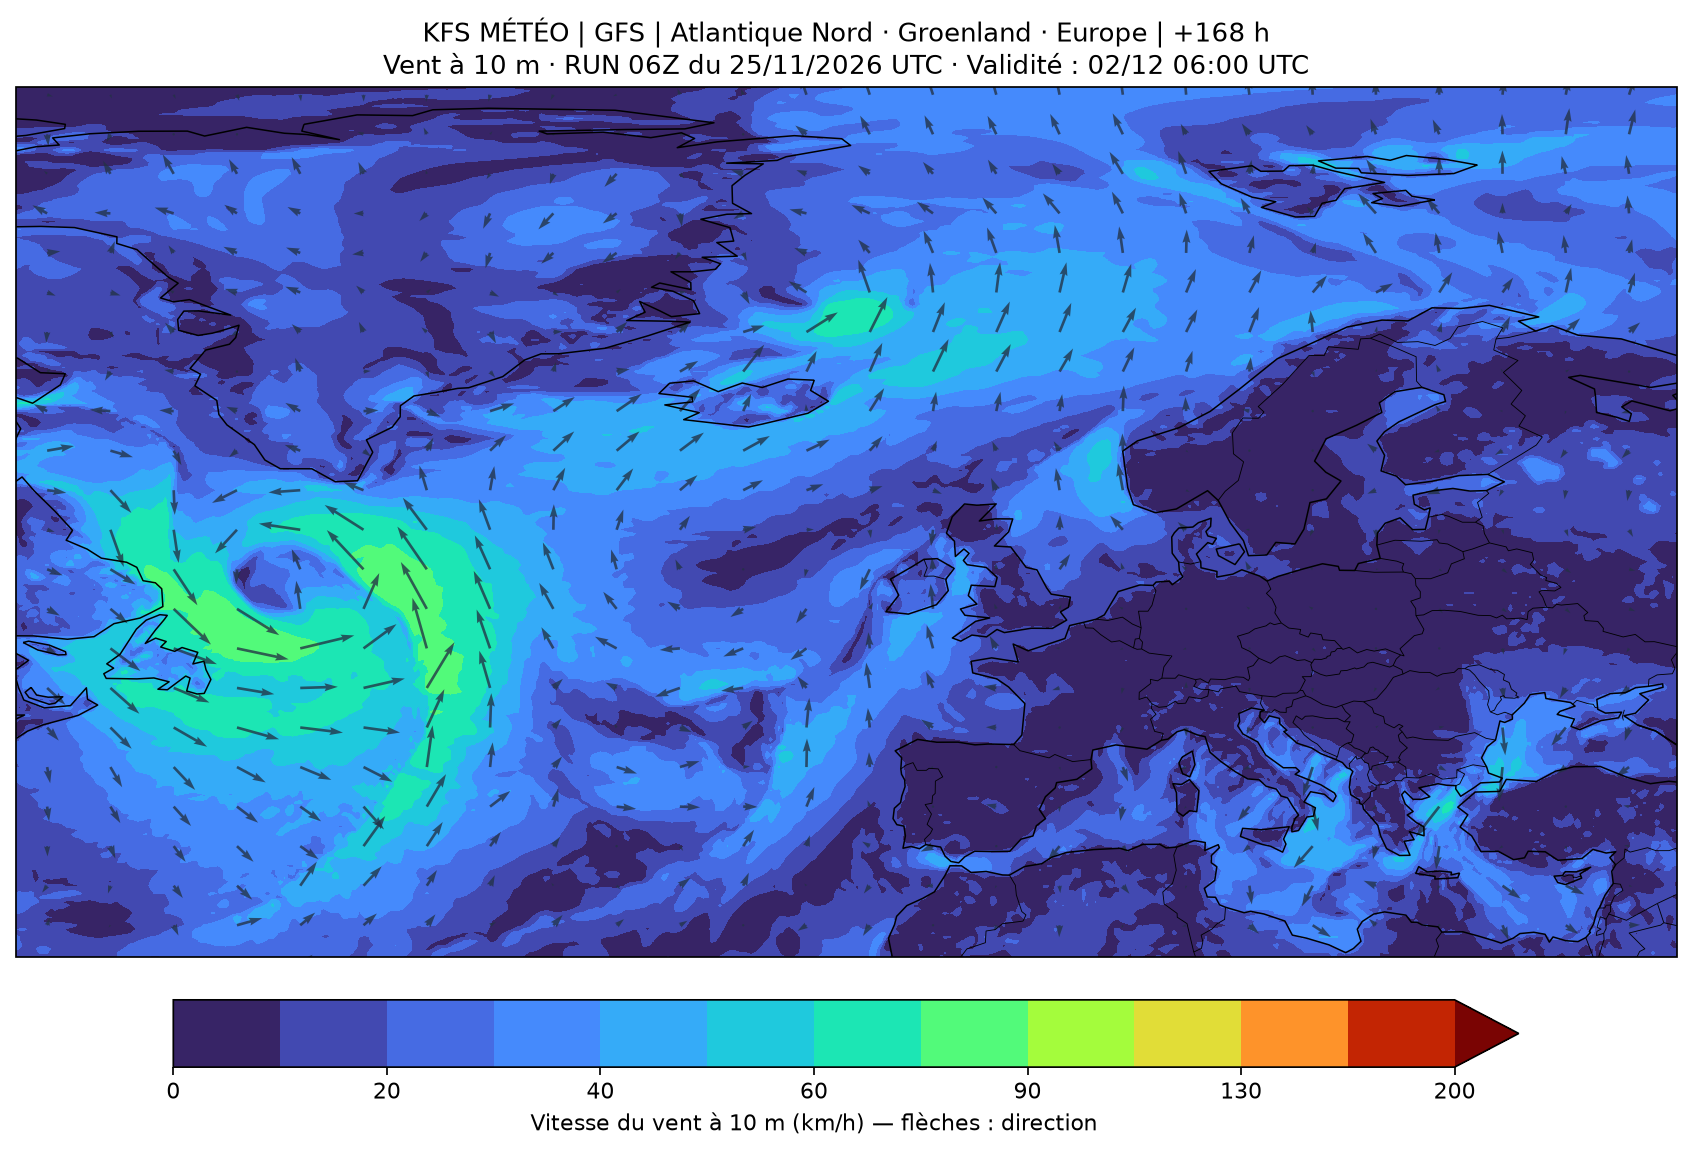 KFS MÉTÉO | GFS | Atlantique Nord · Groenland · Europe | +168 h
Vent à 10 m · RUN 06Z du 25/11/2026 UTC · Validité : 02/12 06:00 UTC
0 20 40 60 90 130 200
Vitesse du vent à 10 m (km/h) — flèches : direction